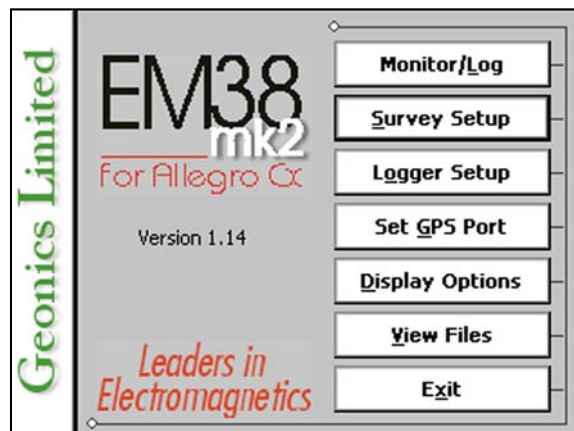 Geonics Limited
EM38
mk2
for Allegro Cx
Version 1.14
Leaders in
Electromagnetics
Monitor/Log
Survey Setup
Logger Setup
Set GPS Port
Display Options
View Files
Exit